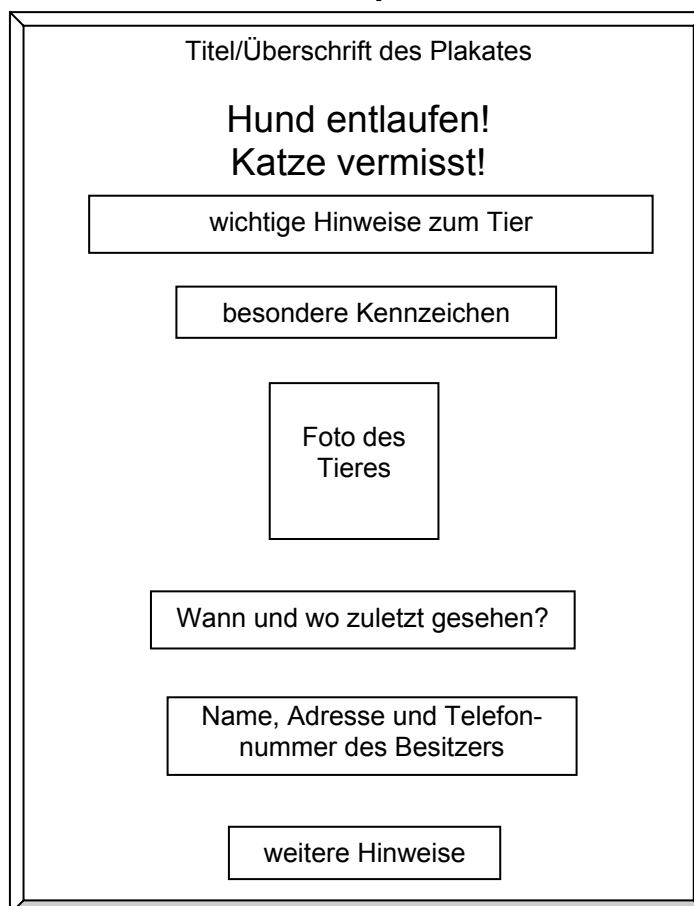 Titel/Überschrift des Plakates
Hund entlaufen!
Katze vermisst!
wichtige Hinweise zum Tier
besondere Kennzeichen
Foto des
Tieres
Wann und wo zuletzt gesehen?
Name, Adresse und Telefon-
nummer des Besitzers
weitere Hinweise